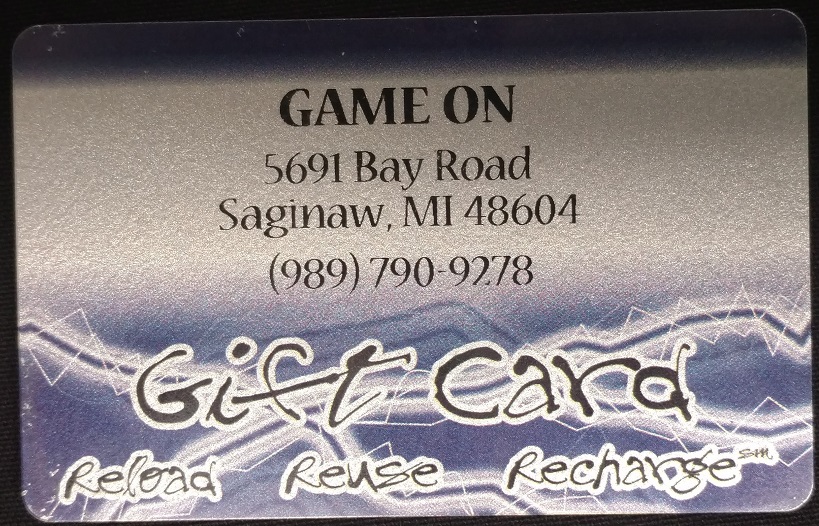 GAME ON
5691 Bay Road
Saginaw, MI 48604
(989) 790-9278
Gift Card
Reload Reuse Recharge SM